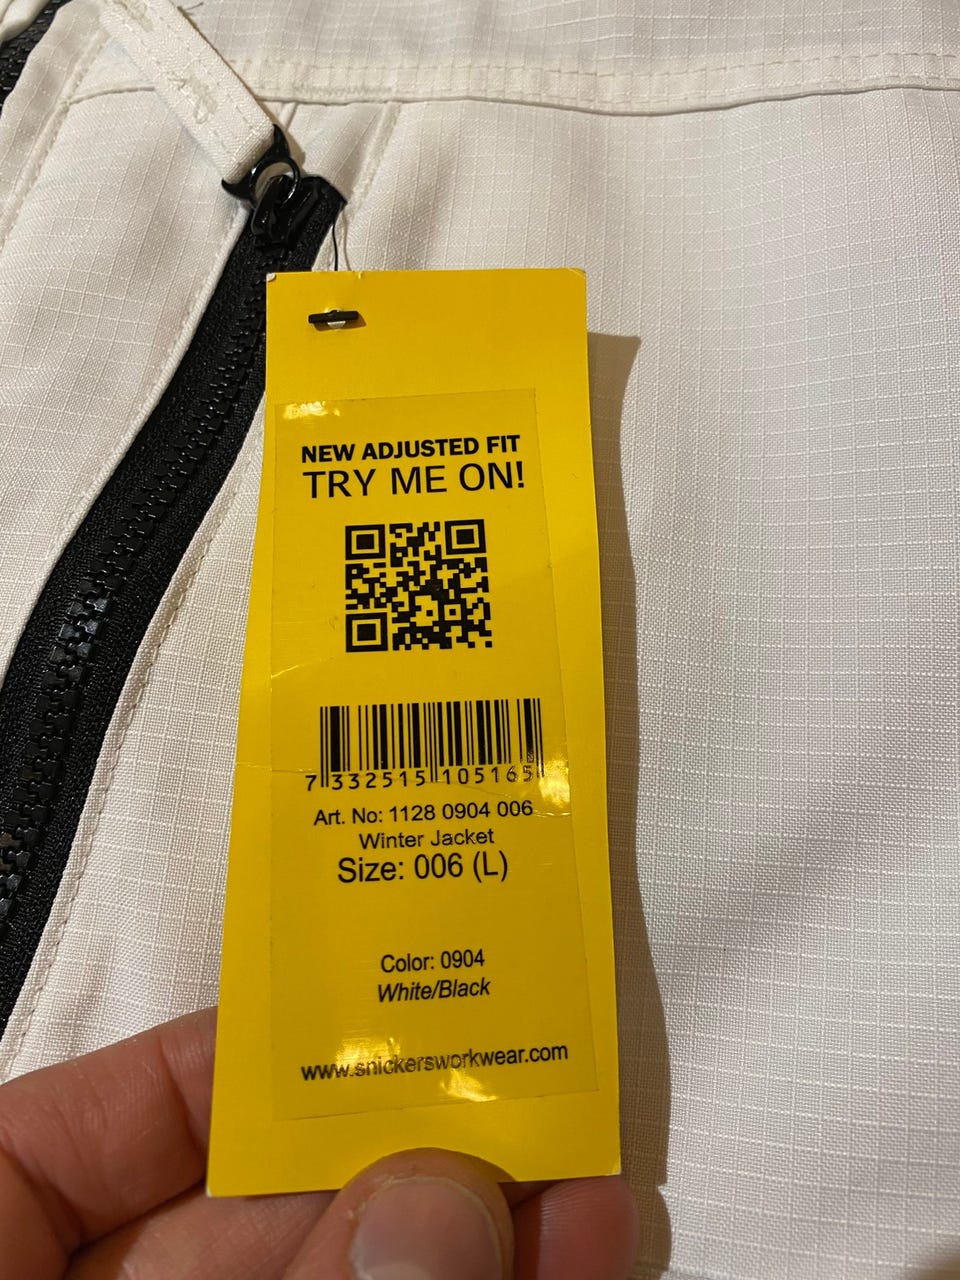 NEW ADJUSTED FIT
TRY ME ON!
7 332515 105165
Art. No: 1128 0904 006
Winter Jacket
Size: 006 (L)
Color: 0904
White/Black
www.snickersworkwear.com